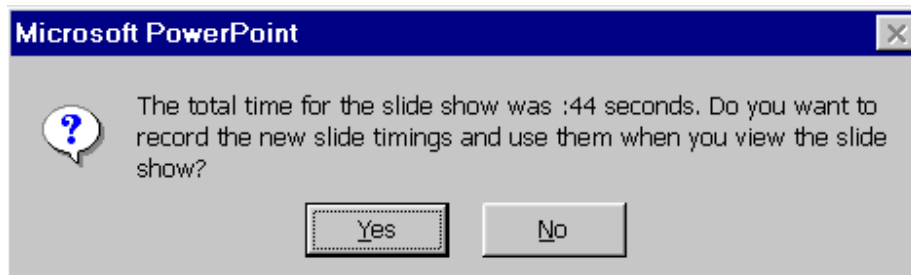 Microsoft PowerPoint
The total time for the slide show was :44 seconds. Do you want to
record the new slide timings and use them when you view the slide
show?
Yes No